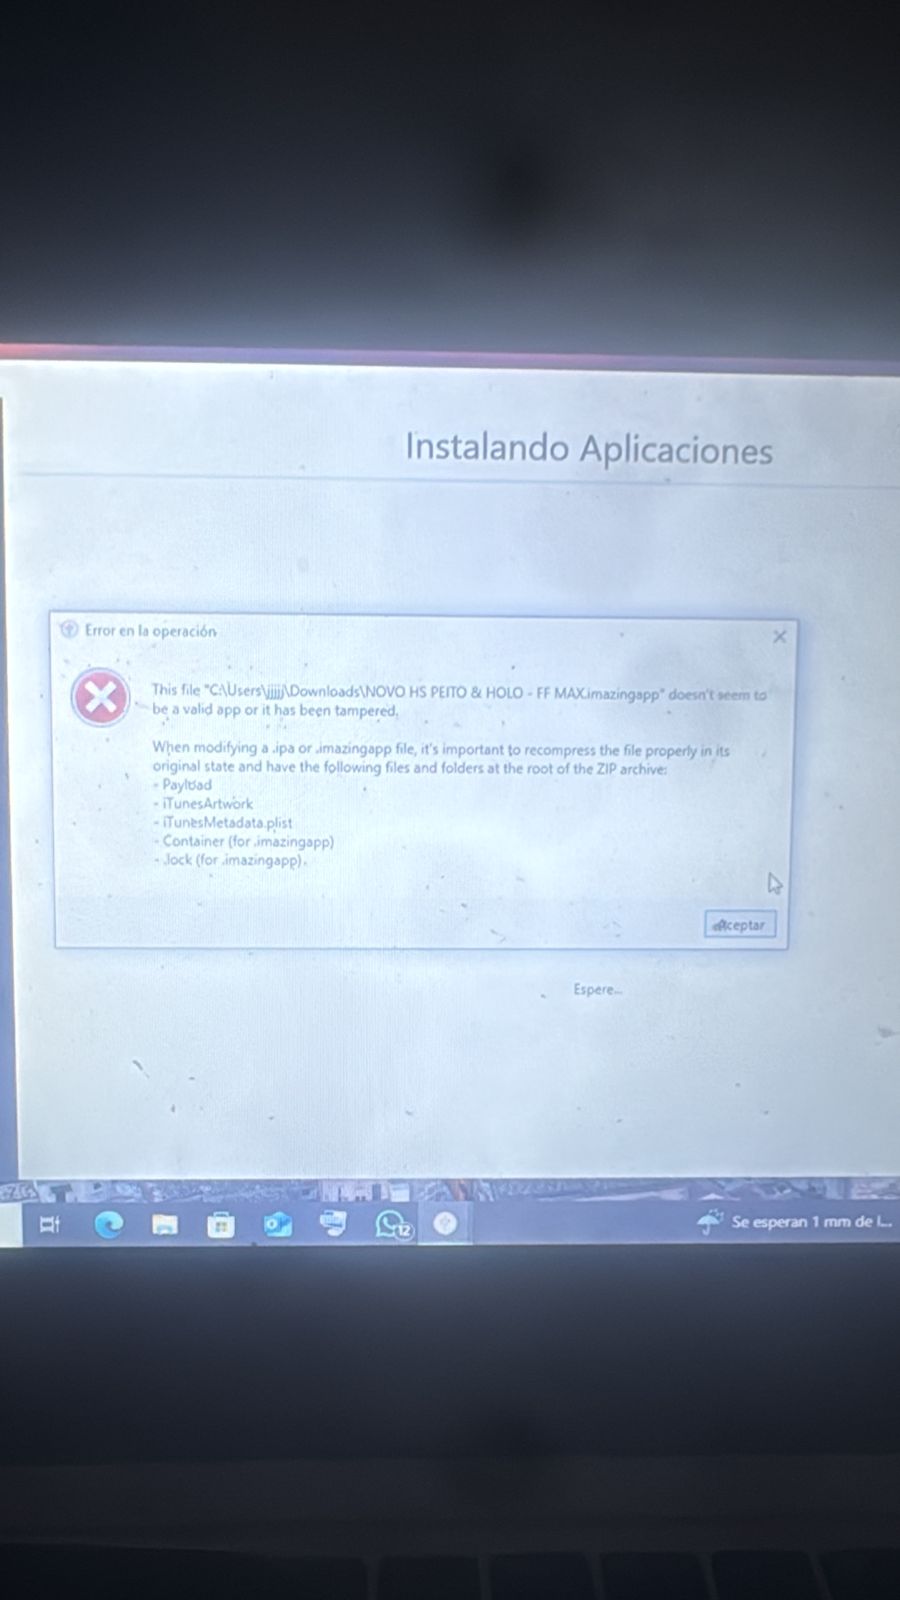 Instalando Aplicaciones
Error en la operación
This file "C:\Users\jjjjj\Downloads\NOVO HS PEITO & HOLO - FF MAX.imazingapp" doesn't seem to
be a valid app or it has been tampered.
When modifying a .ipa or .imazingapp file, it's important to recompress the file properly in its
original state and have the following files and folders at the root of the ZIP archive:
- Payload
- iTunesArtwork
- iTunesMetadata.plist
- Container (for .imazingapp)
- .lock (for .imazingapp).
Aceptar
Espere...
12
Se esperan 1 mm de l...